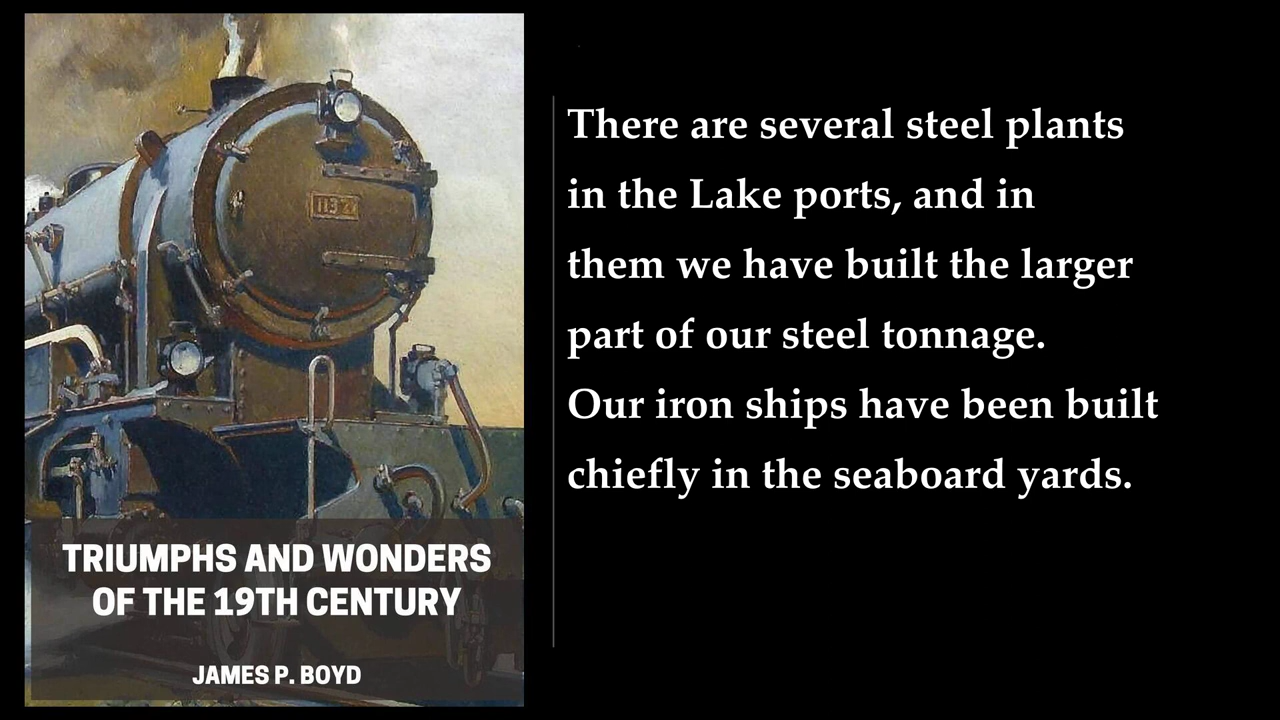 There are several steel plants
in the Lake ports, and in
them we have built the larger
part of our steel tonnage.
Our iron ships have been built
chiefly in the seaboard yards.
TRIUMPHS AND WONDERS
OF THE 19TH CENTURY
JAMES P. BOYD